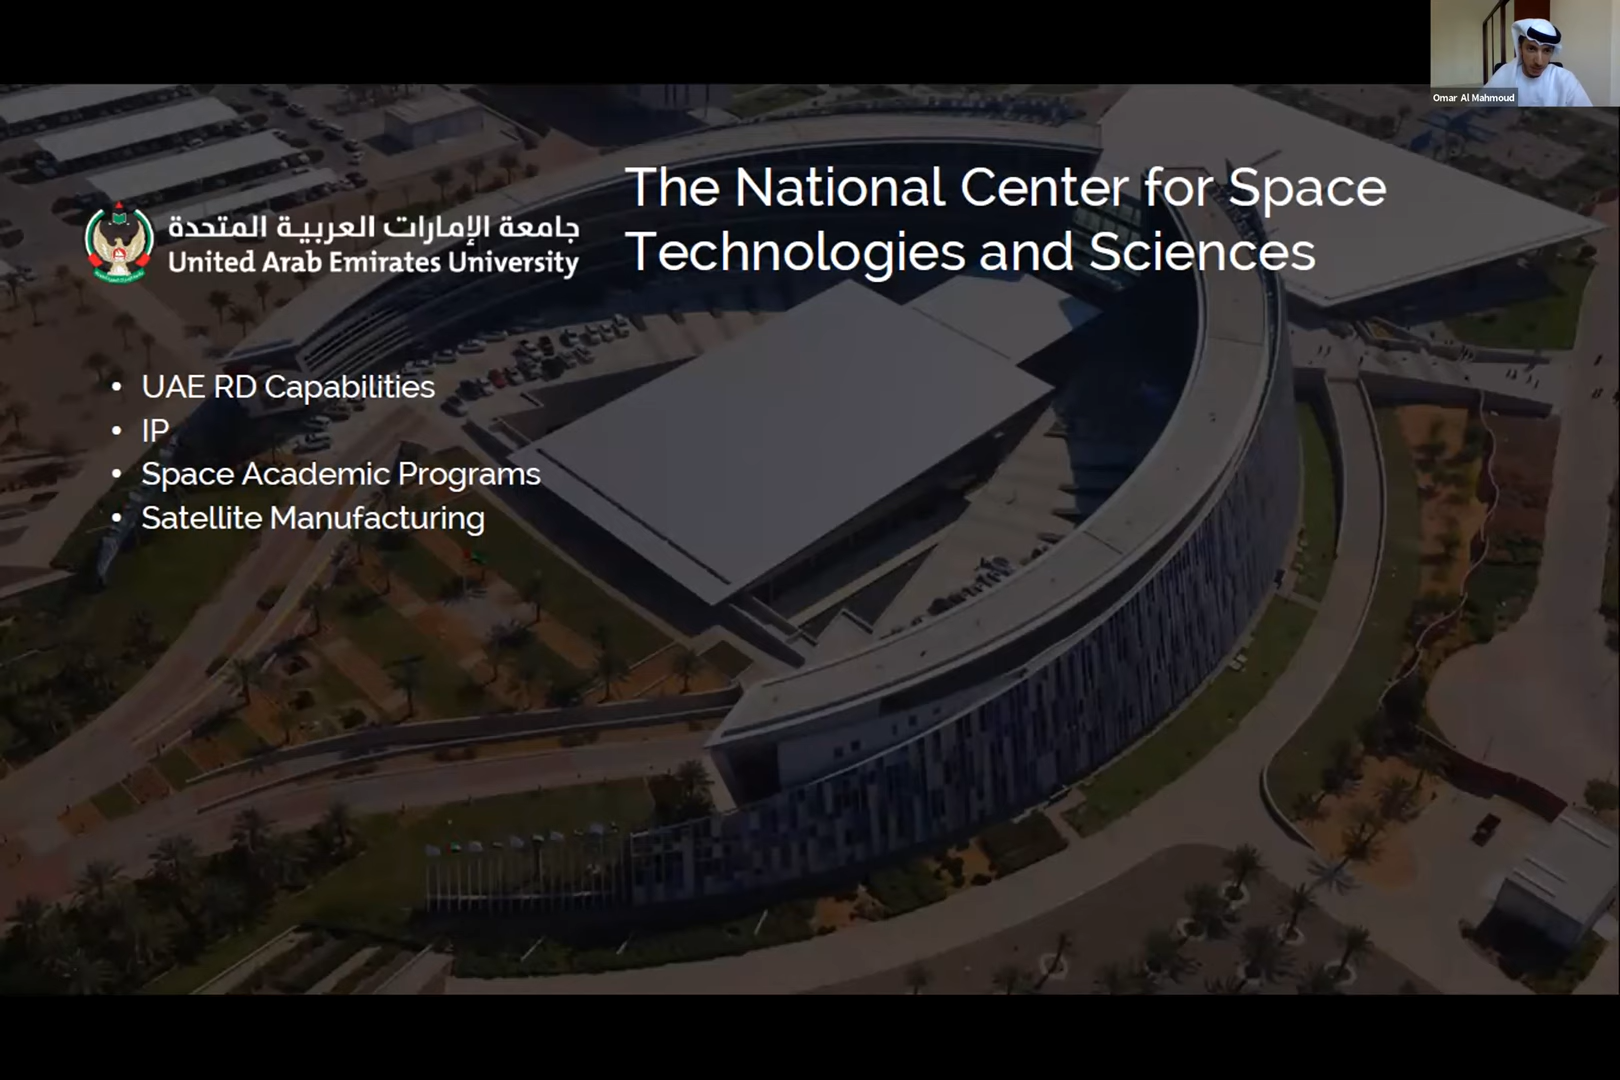 Omar Al Mahmoud
جامعة الإمارات العربية المتحدة
United Arab Emirates University
The National Center for Space
Technologies and Sciences
• UAE RD Capabilities
• IP
• Space Academic Programs
• Satellite Manufacturing